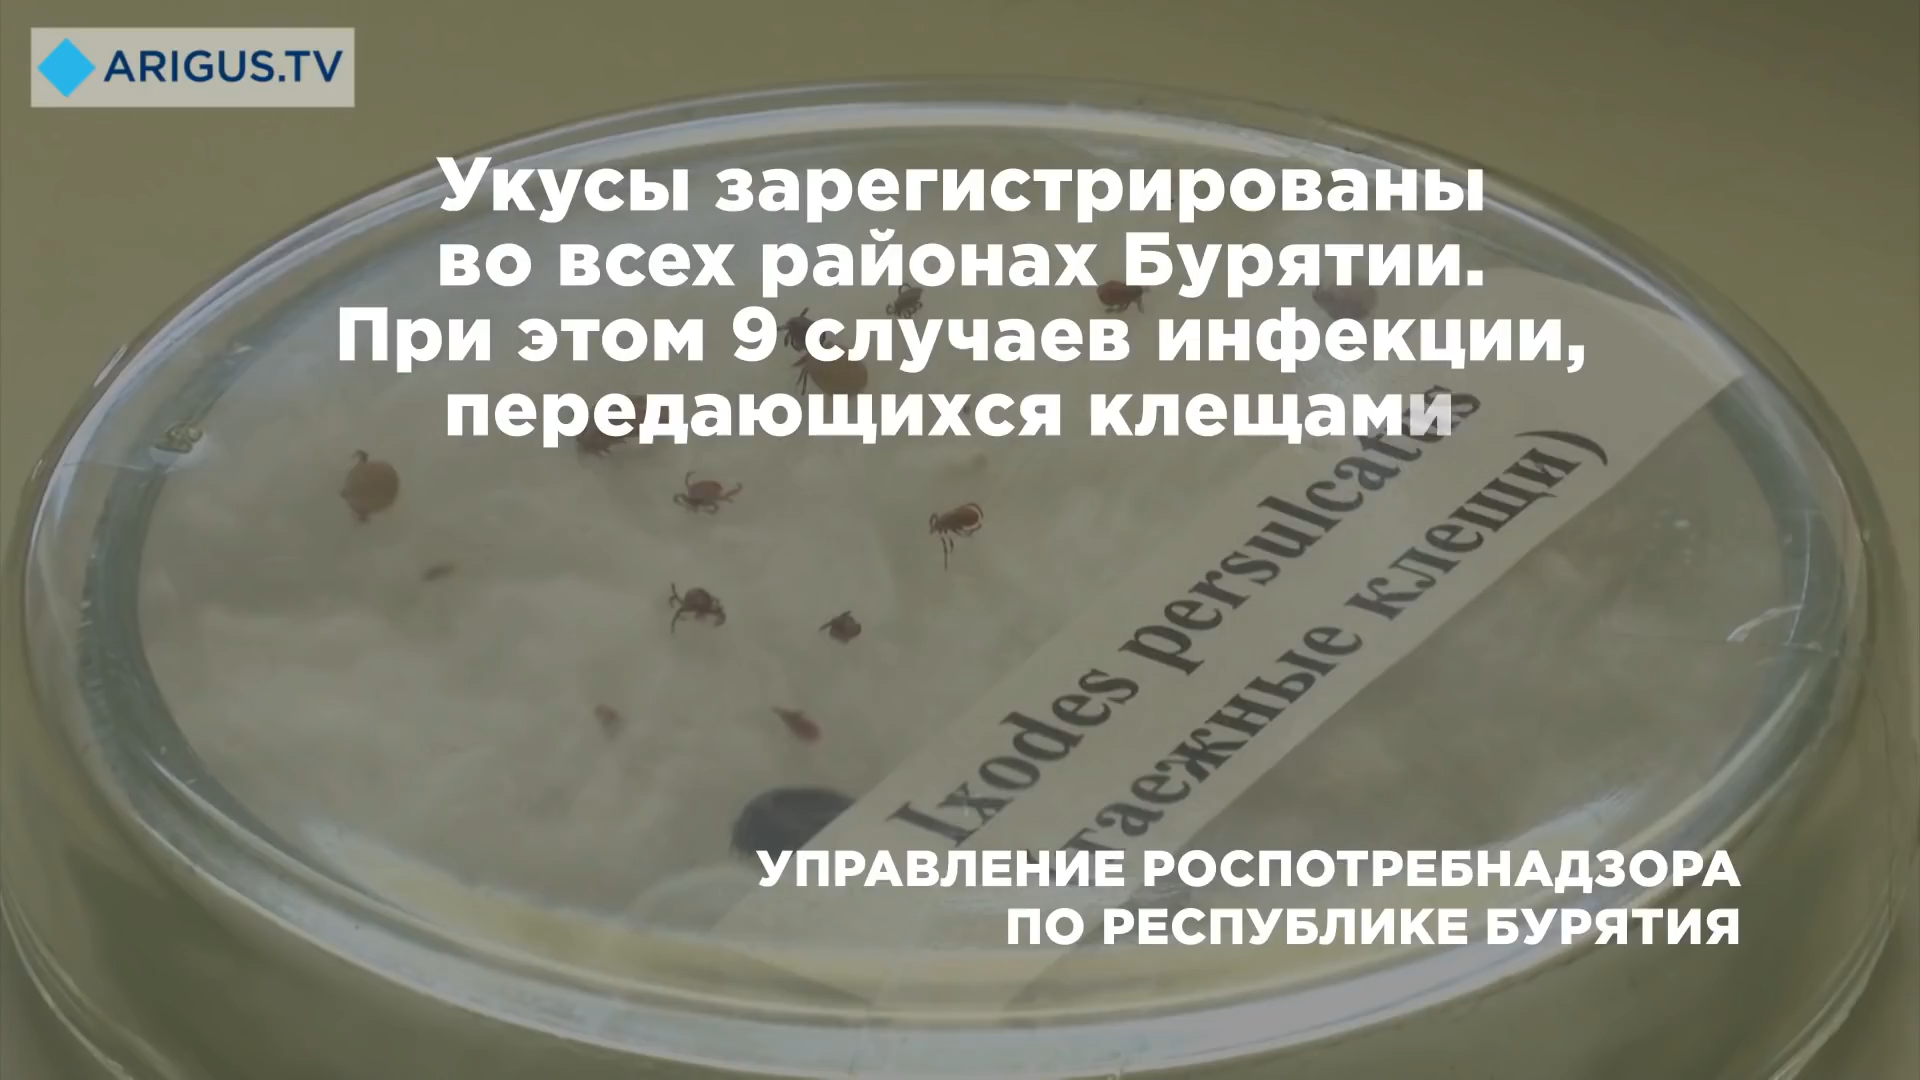 ARIGUS.TV
Укусы зарегистрированы
во всех районах Бурятии.
При этом 9 случаев инфекции,
передающихся клещами
Ixodes persulcates
(таежные клещи)
УПРАВЛЕНИЕ РОСПОТРЕБНАДЗОРА
ПО РЕСПУБЛИКЕ БУРЯТИЯ